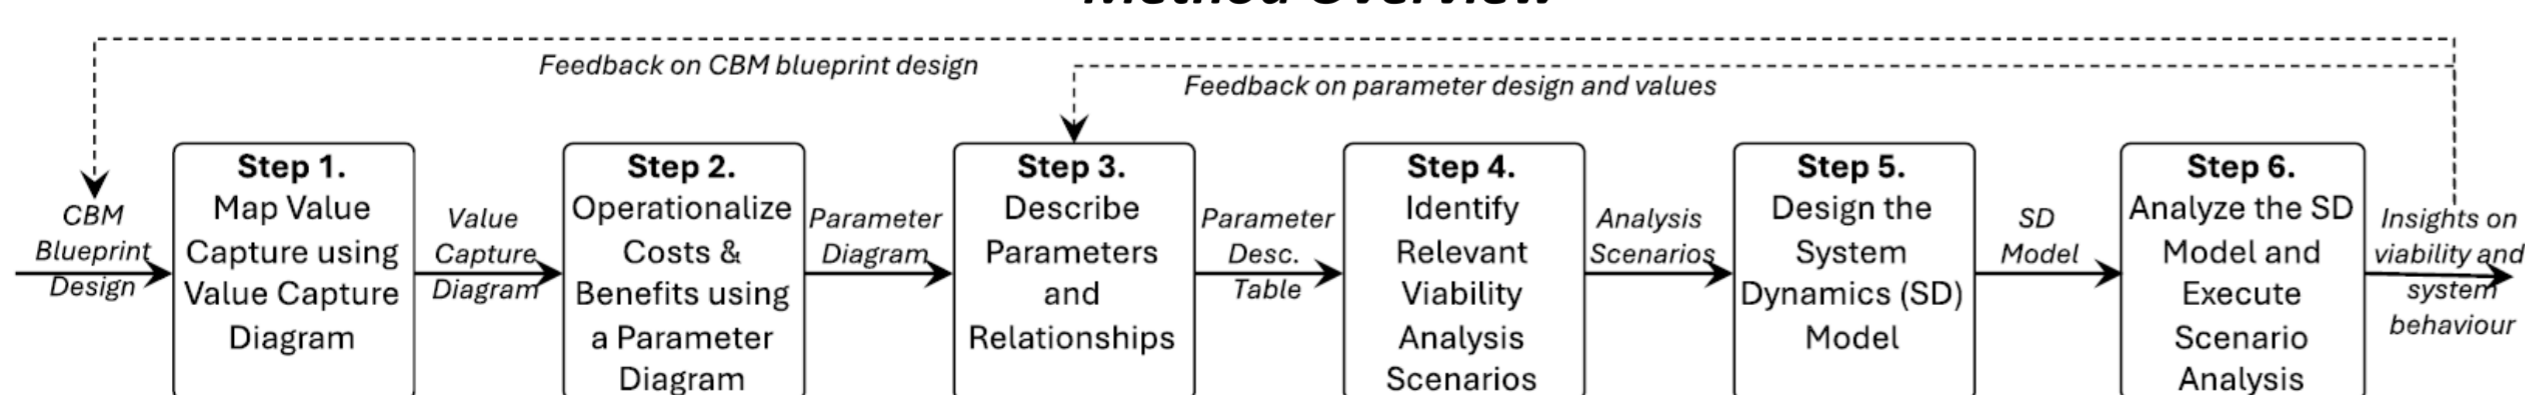 Method Overview
Feedback on CBM blueprint design
Feedback on parameter design and values
CBM
Blueprint
Design
Step 1.
Map Value
Capture using
Value Capture
Diagram
Value
Capture
Diagram
Step 2.
Operationalize
Costs &
Benefits using
a Parameter
Diagram
Parameter
Diagram
Step 3.
Describe
Parameters
and
Relationships
Parameter
Desc.
Table
Step 4.
Identify
Relevant
Viability
Analysis
Scenarios
Analysis
Scenarios
Step 5.
Design the
System
Dynamics (SD)
Model
SD
Model
Step 6.
Analyze the SD
Model and
Execute
Scenario
Analysis
Insights on
viability and
system
behaviour